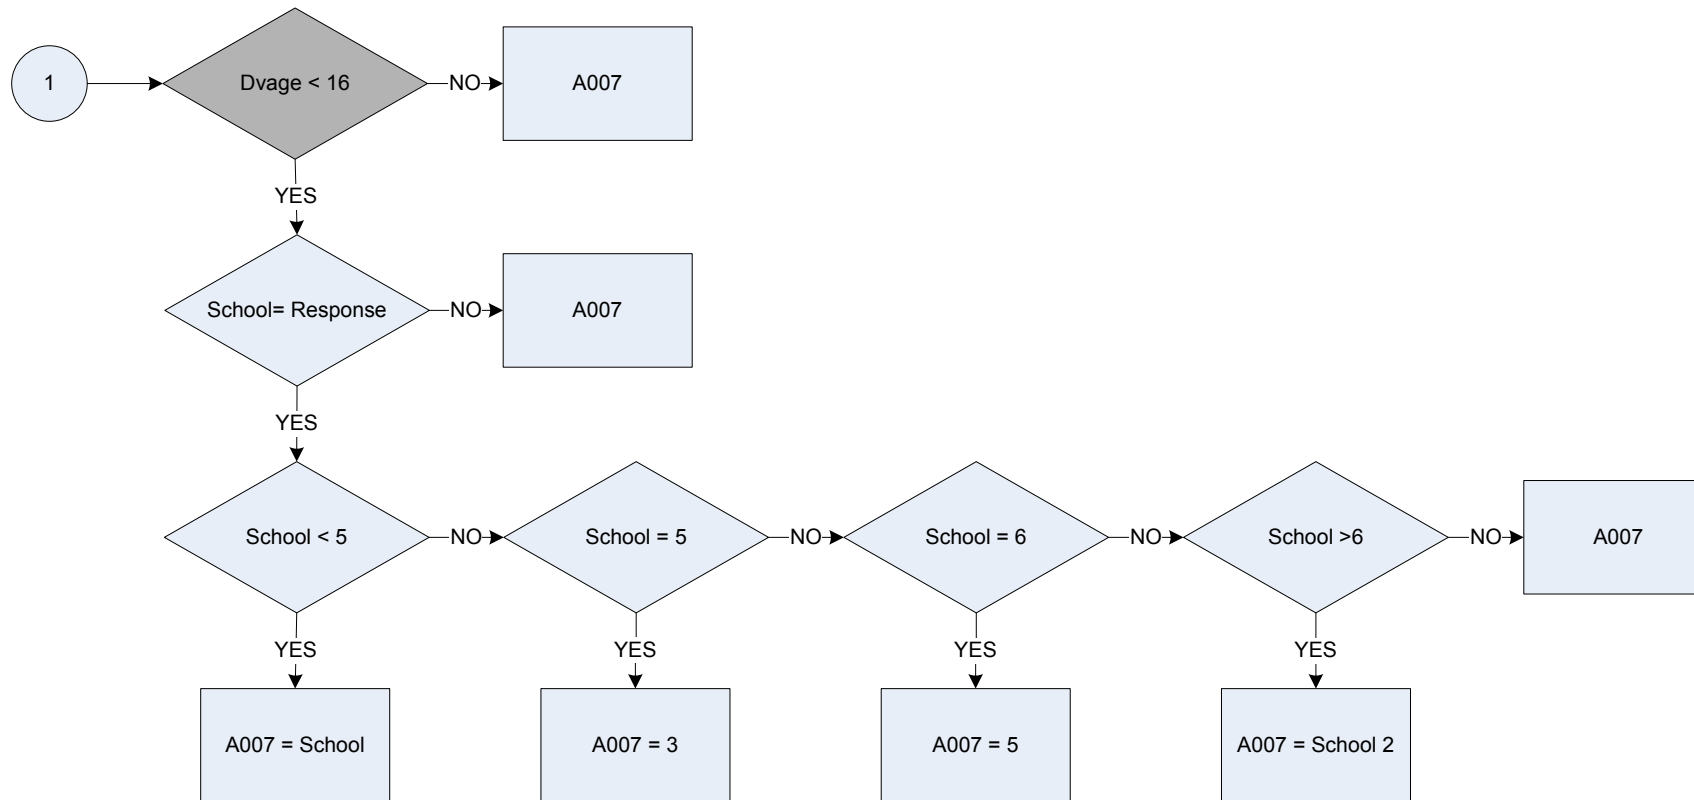 1
Dvage < 16
NO
A007
YES
School= Response
NO
A007
YES
School < 5
NO
School = 5
NO
School = 6
NO
School >6
NO
A007
YES
YES
YES
YES
A007 = School
A007 = 3
A007 = 5
A007 = School 2